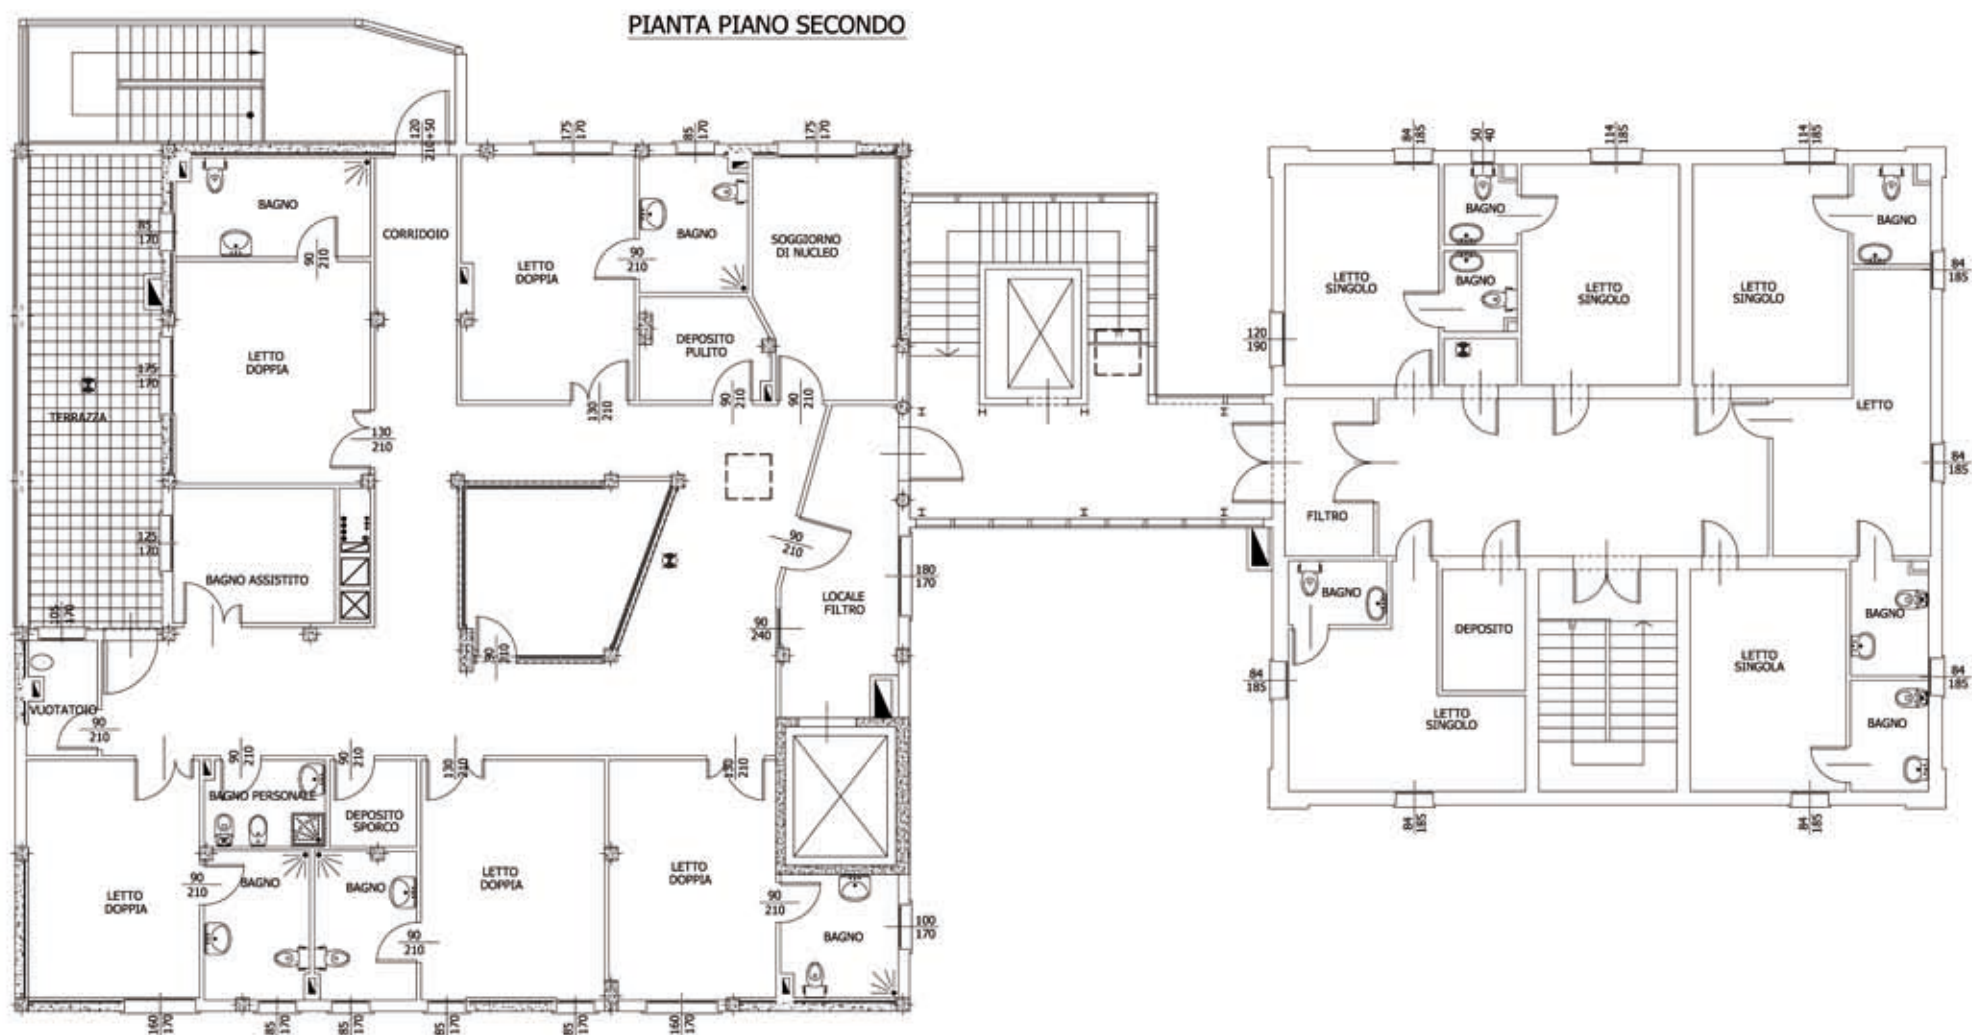 PIANTA PIANO SECONDO
120
210+50
175
170
85
170
175
170
84
185
50
40
114
185
114
185
BAGNO
CORRIDOIO
85
170
90
210
LETTO
DOPPIA
BAGNO
90
210
SOGGIORNO
DI NUCLEO
BAGNO
BAGNO
LETTO
SINGOLO
BAGNO
LETTO
SINGOLO
LETTO
SINGOLO
84
185
120
190
DEPOSITO
PULITO
LETTO
DOPPIA
175
170
TERRAZZA
130
210
130
210
90
210
90
210
LETTO
84
185
FILTRO
125
170
BAGNO ASSISTITO
90
210
180
170
LOCALE
FILTRO
105
170
90
240
90
210
BAGNO
BAGNO
DEPOSITO
LETTO
SINGOLA
84
185
84
185
VUOTATOIO
90
210
LETTO
SINGOLO
BAGNO
90
210
90
210
130
210
130
210
BAGNO PERSONALE
DEPOSITO
SPORCO
84
185
84
185
LETTO
DOPPIA
90
210
BAGNO
BAGNO
LETTO
DOPPIA
LETTO
DOPPIA
90
210
90
210
BAGNO
100
170
160
170
85
170
85
170
85
170
85
170
160
170